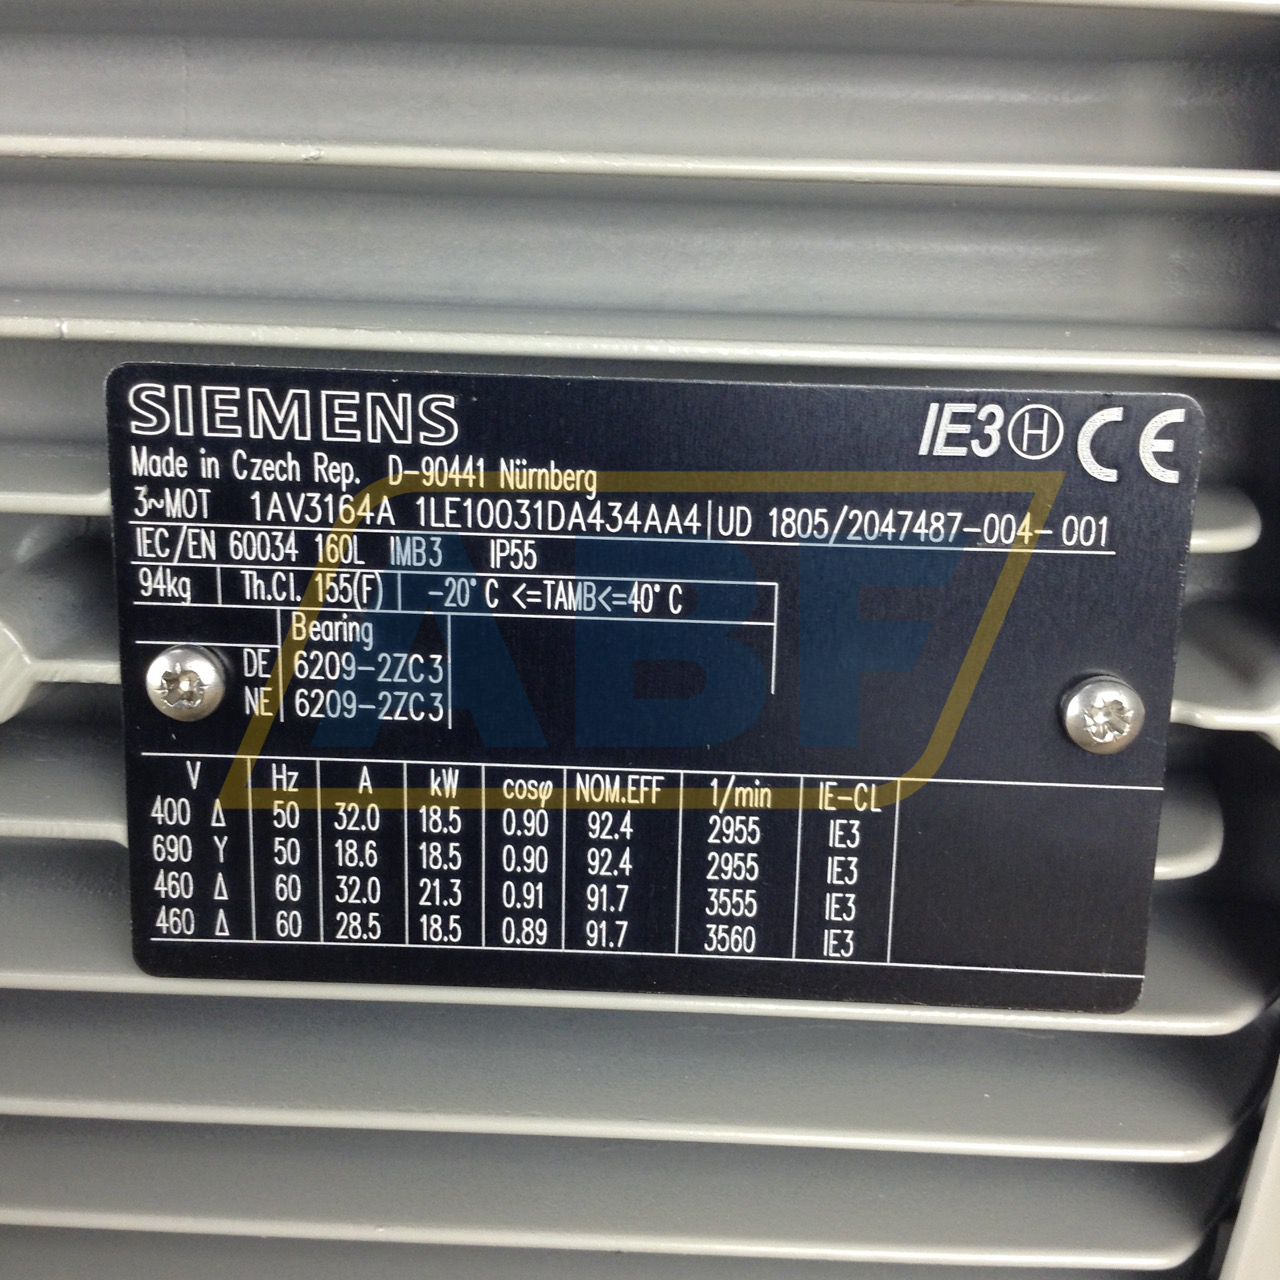 SIEMENS
IE3 H CE
Made in Czech Rep. D-90441 Nürnberg
3~MOT 1AV3164A 1LE10031DA434AA4 UD 1805/2047487-004-001
IEC/EN 60034 160L IMB3 IP55
94kg Th.Cl. 155(F) -20° C <=TAMB<=40° C
Bearing
DE 6209-2ZC3
NE 6209-2ZC3
V Hz A kW cosφ NOM.EFF 1/min IE-CL
400 Δ 50 32.0 18.5 0.90 92.4 2955 IE3
690 Y 50 18.6 18.5 0.90 92.4 2955 IE3
460 Δ 60 32.0 21.3 0.91 91.7 3555 IE3
460 Δ 60 28.5 18.5 0.89 91.7 3560 IE3
ABF